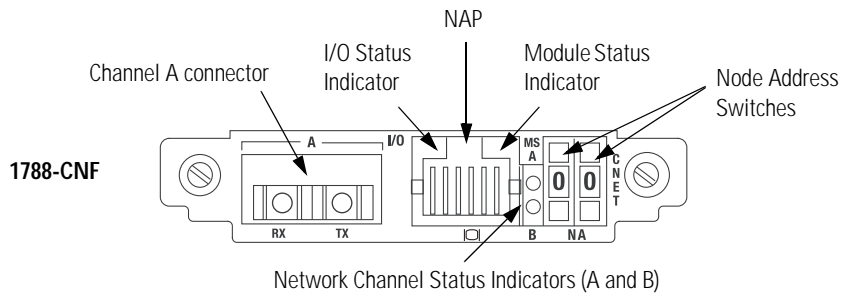 NAP
I/O Status
Indicator
Module Status
Indicator
Channel A connector
Node Address
Switches
1788-CNF
A
I/O
MS
A
C
N
E
T
0 0
RX TX
B
NA
Network Channel Status Indicators (A and B)